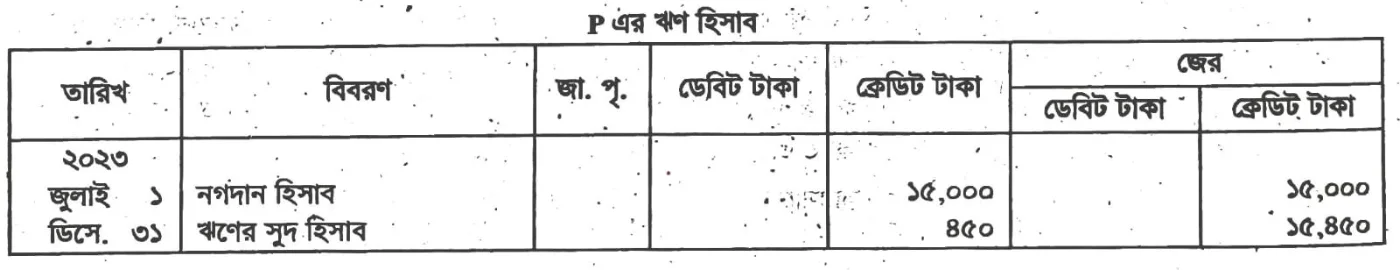 P এর ঋণ হিসাব
তারিখ বিবরণ জা. পৃ. ডেবিট টাকা ক্রেডিট টাকা জের
ডেবিট টাকা ক্রেডিট টাকা
২০২৩
জুলাই ১ নগদান হিসাব ১৫,০০০ ১৫,০০০
ডিসে. ৩১ ঋণের সুদ হিসাব ৪৫০ ১৫,৪৫০